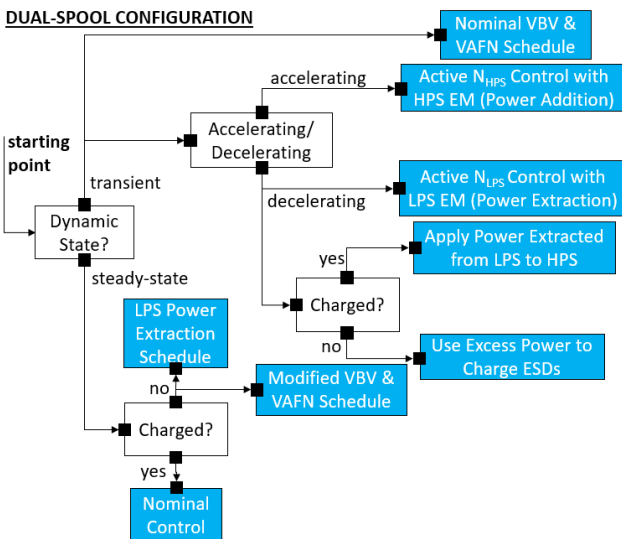 DUAL-SPOOL CONFIGURATION
Nominal VBV &
VAFN Schedule
accelerating
Active NHPS Control with
HPS EM (Power Addition)
Accelerating/
Decelerating
starting
point
transient
decelerating
Active NLPS Control with
LPS EM (Power Extraction)
Dynamic
State?
Apply Power Extracted
from LPS to HPS
yes
steady-state
Charged?
LPS Power
Extraction
Schedule
no
Use Excess Power to
Charge ESDs
no
Modified VBV &
VAFN Schedule
Charged?
yes
Nominal
Control